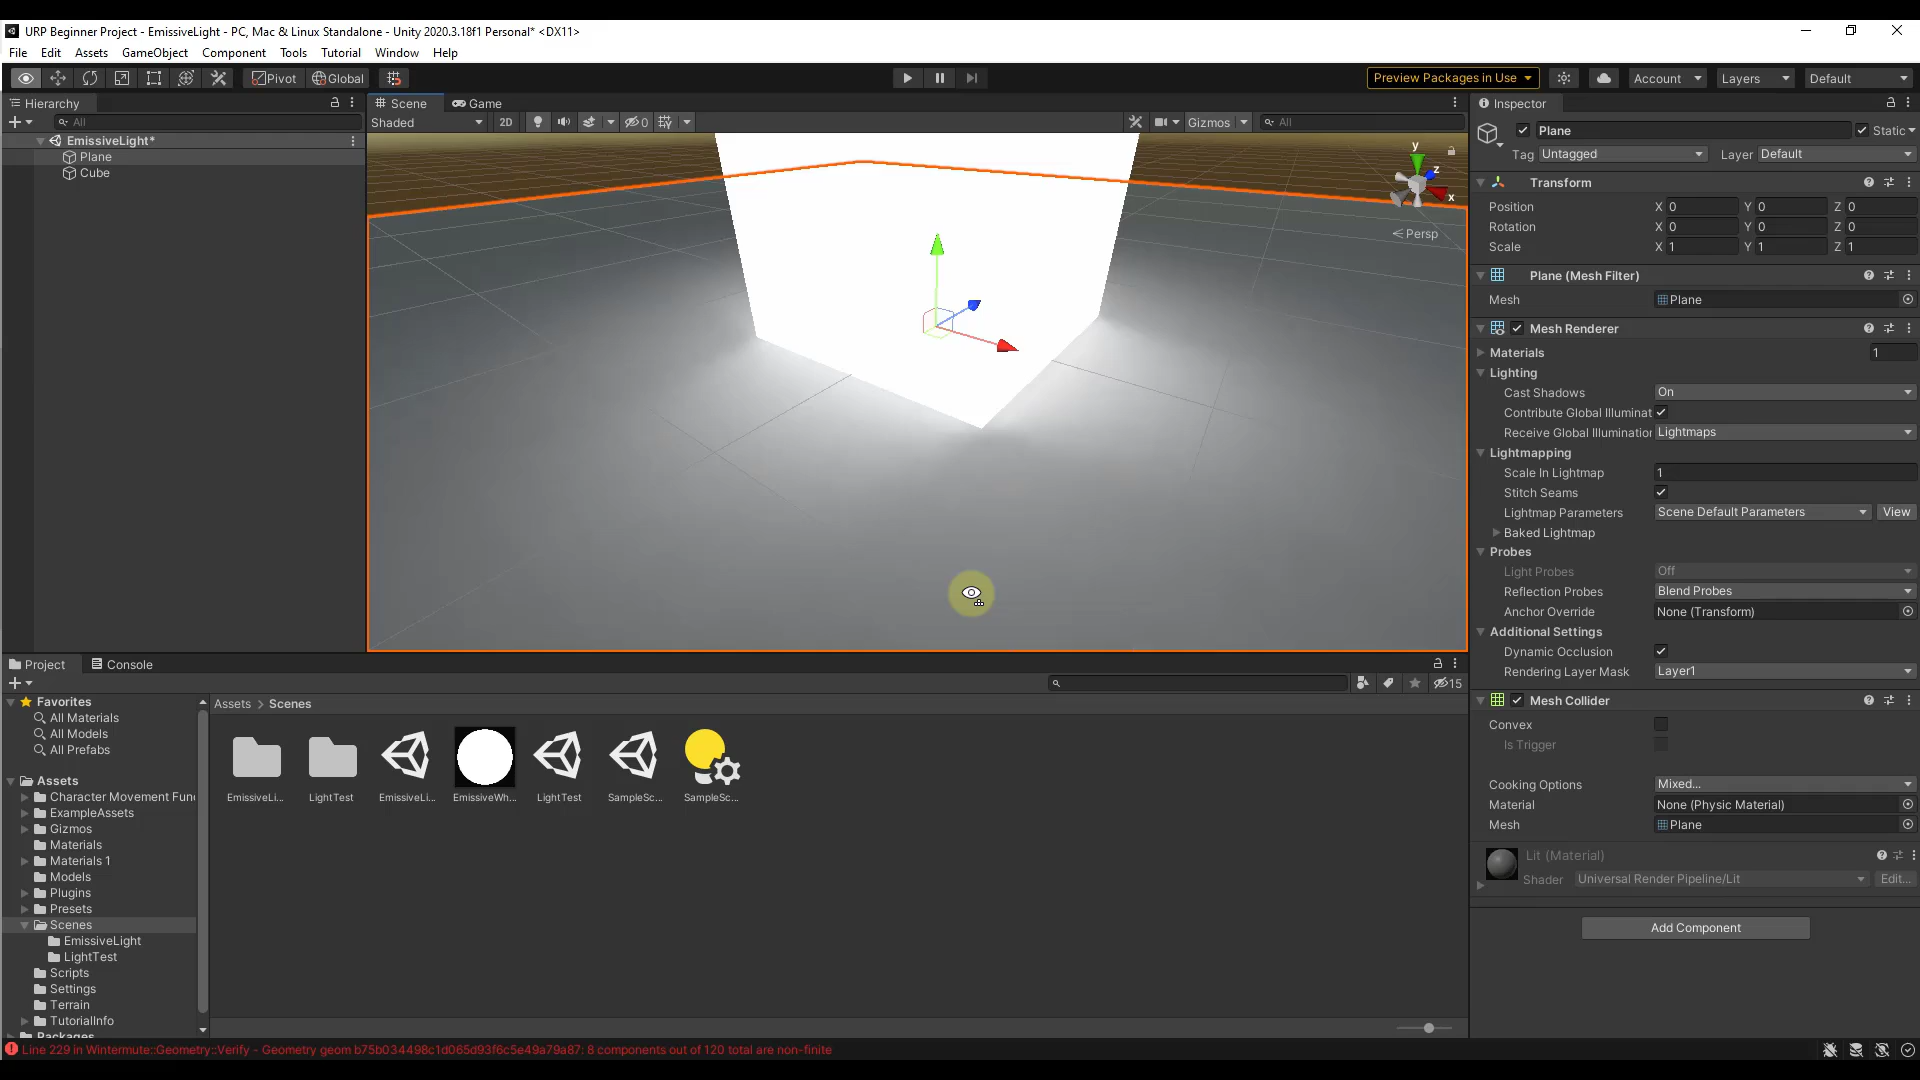 URP Beginner Project - EmissiveLight - PC, Mac & Linux Standalone - Unity 2020.3.18f1 Personal* <DX11>
File Edit Assets GameObject Component Tools Tutorial Window Help
Pivot Global Preview Packages in Use Account Layers Default
Hierarchy
All
EmissiveLight*
Plane
Cube
Scene Game
Shaded 2D 0 Gizmos All
y
z
x
Persp
Inspector
Plane Static
Tag Untagged Layer Default
Transform
Position X 0 Y 0 Z 0
Rotation X 0 Y 0 Z 0
Scale X 1 Y 1 Z 1
Plane (Mesh Filter)
Mesh Plane
Mesh Renderer
Materials 1
Lighting
Cast Shadows On
Contribute Global Illuminat
Receive Global Illumination Lightmaps
Lightmapping
Scale In Lightmap 1
Stitch Seams
Lightmap Parameters Scene Default Parameters View
Baked Lightmap
Probes
Light Probes Off
Reflection Probes Blend Probes
Anchor Override None (Transform)
Additional Settings
Dynamic Occlusion
Rendering Layer Mask Layer1
Mesh Collider
Convex
Is Trigger
Cooking Options Mixed...
Material None (Physic Material)
Mesh Plane
Lit (Material)
Shader Universal Render Pipeline/Lit Edit...
Add Component
Project Console
15
Favorites
All Materials
All Models
All Prefabs
Assets
Character Movement Fun
ExampleAssets
Gizmos
Materials
Materials 1
Models
Plugins
Presets
Scenes
EmissiveLight
LightTest
Scripts
Settings
Terrain
TutorialInfo
Packages
Assets > Scenes
EmissiveLi... LightTest EmissiveLi... EmissiveWh... LightTest SampleSc... SampleSc...
Line 229 in Wintermute::Geometry::Verify - Geometry geom b75b034498c1d065d93f6c5e49a79a87: 8 components out of 120 total are non-finite